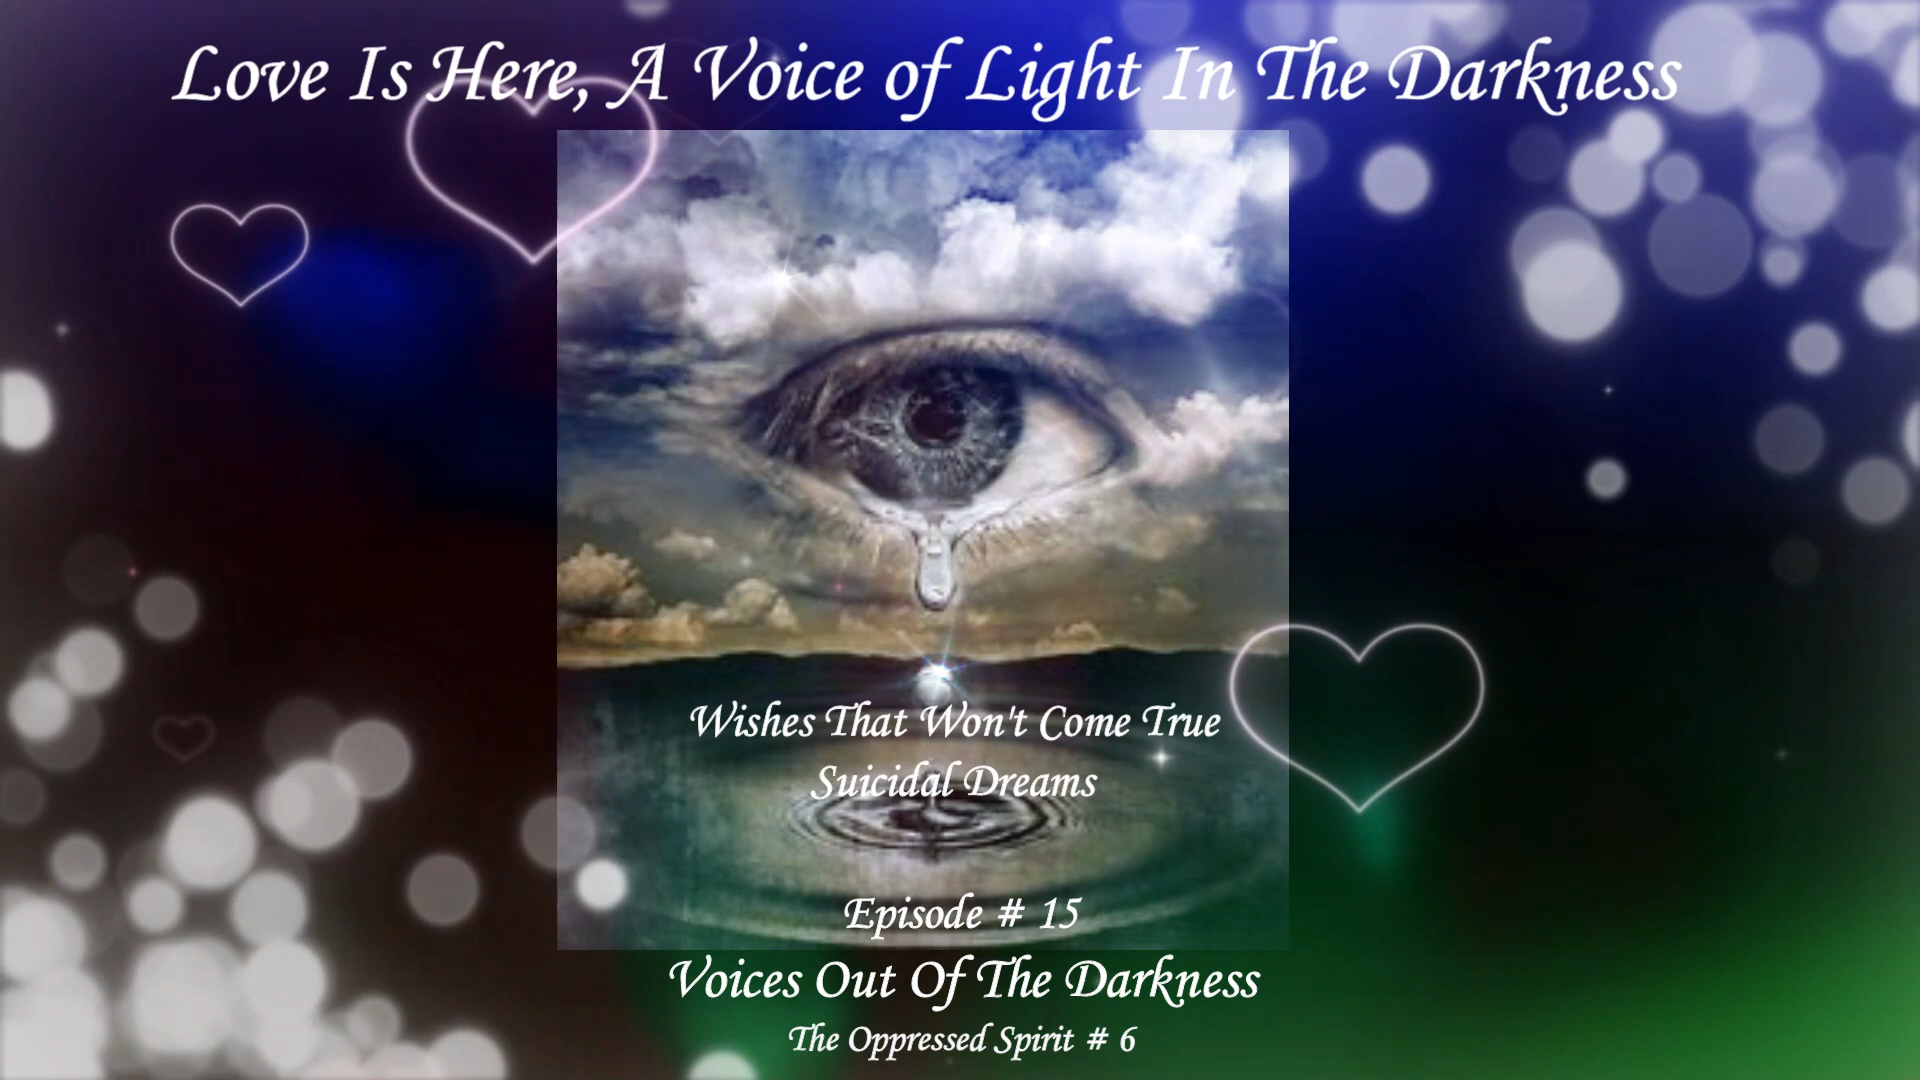 Love Is Here, A Voice of Light In The Darkness
Wishes That Won't Come True
Suicidal Dreams
Episode # 15
Voices Out Of The Darkness
The Oppressed Spirit # 6